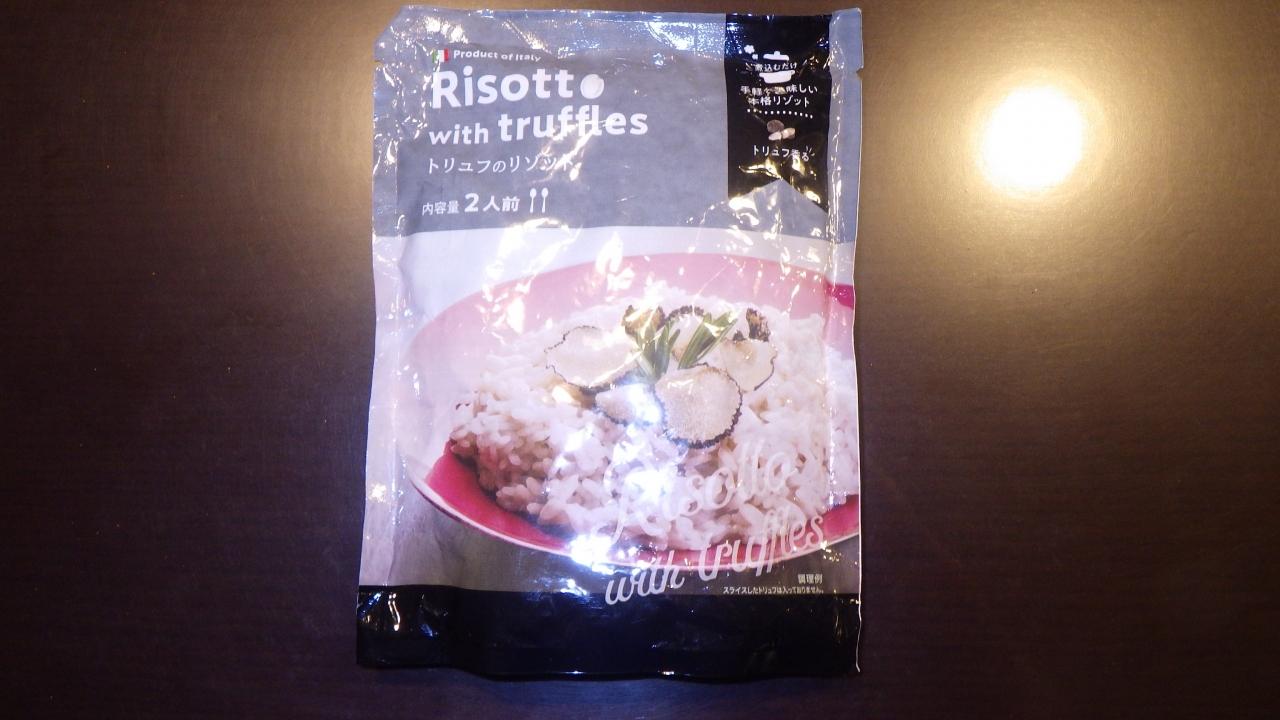 Product of Italy
Risotto
with truffles
トリュフのリゾット
内容量 2人前
煮込むだけ
手軽で美味しい
本格リゾット
トリュフ香る
Risotto
with truffles
調理例
スライスしたトリュフは入っておりません。